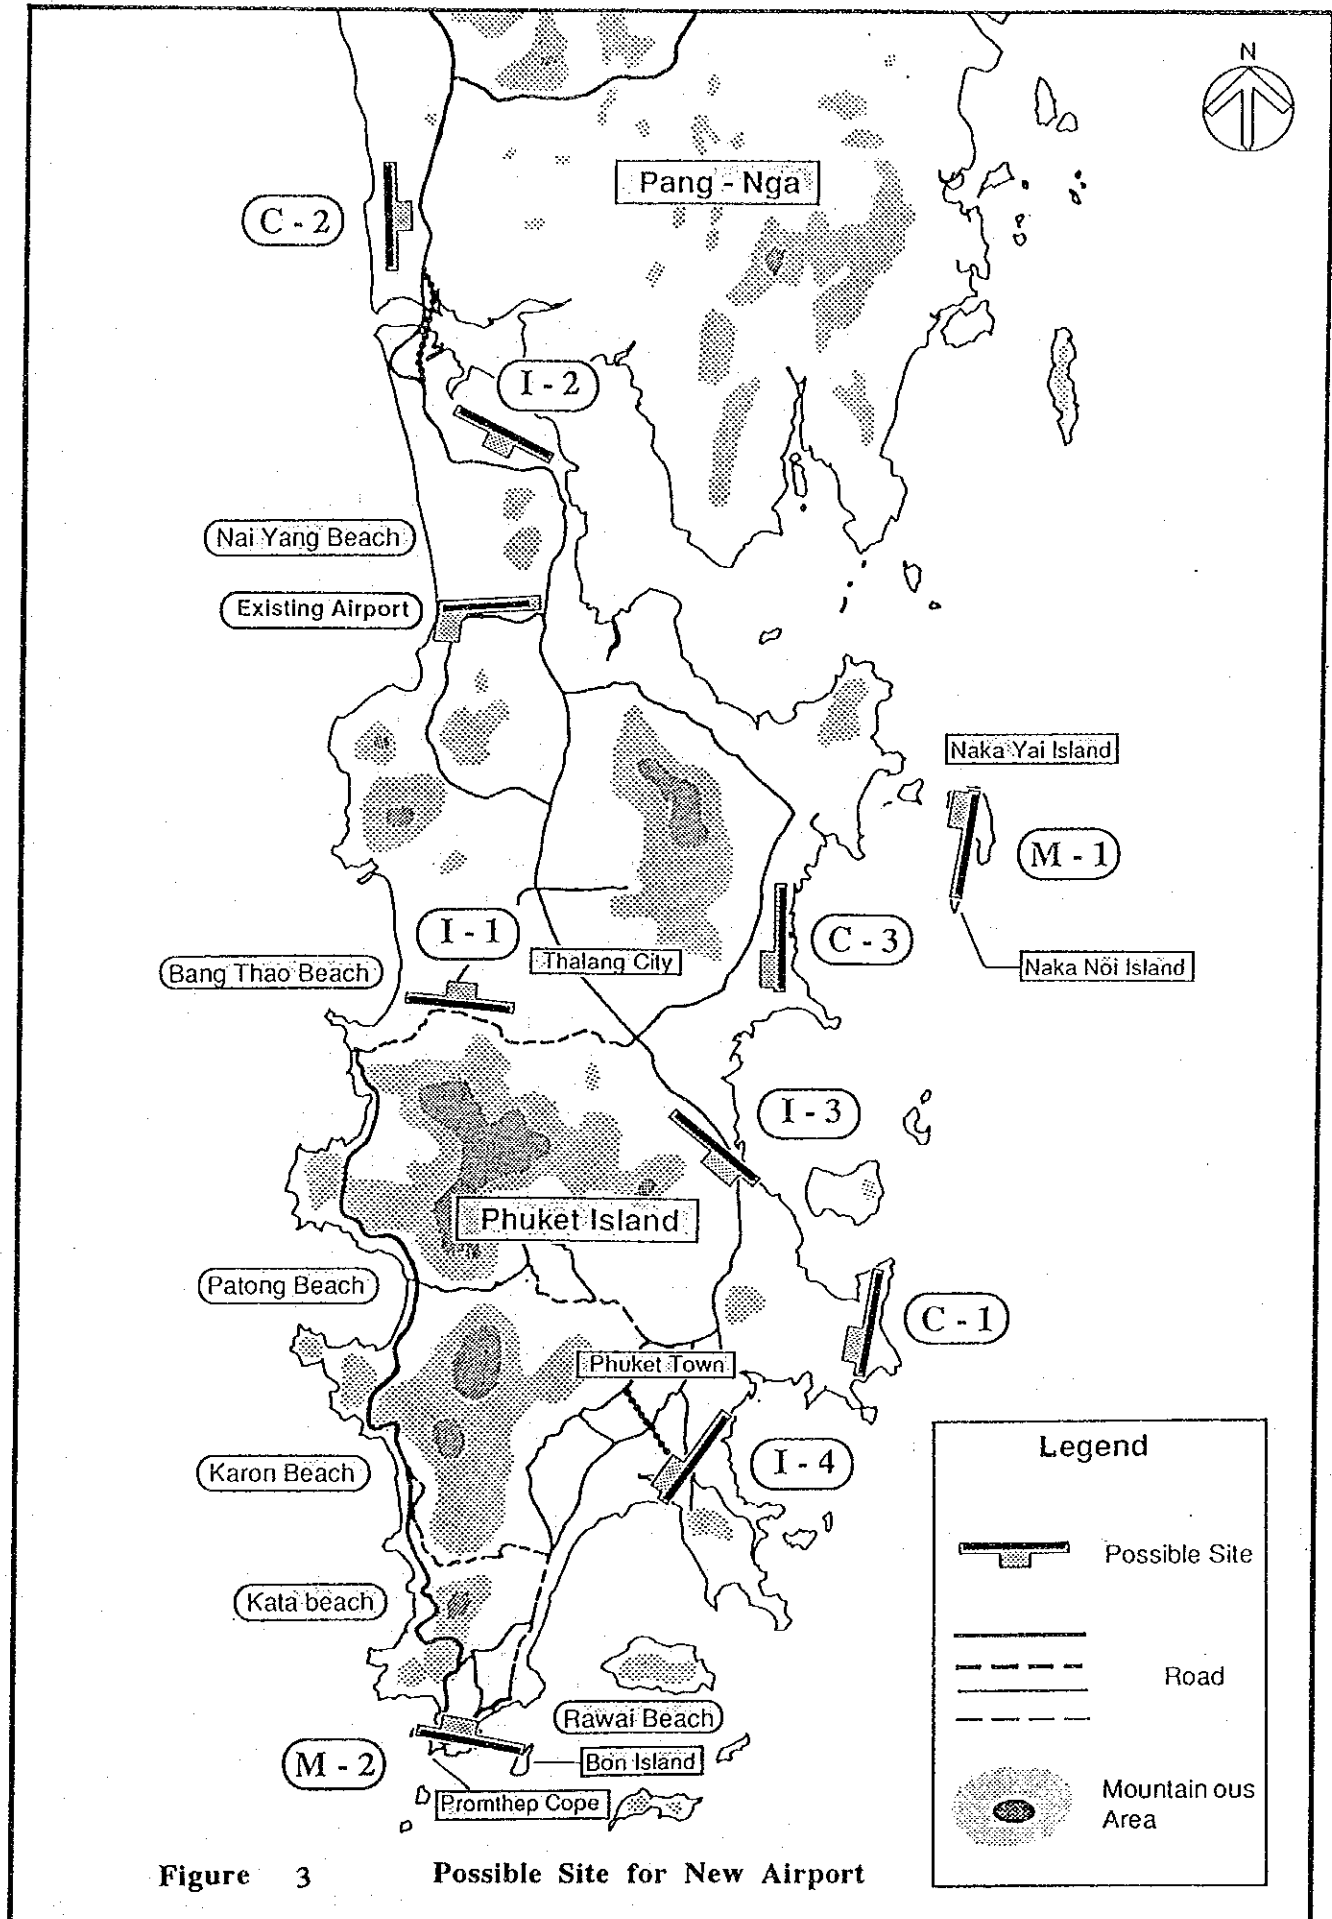 N
Pang - Nga
C - 2
I - 2
Nai Yang Beach
Existing Airport
Naka Yai Island
M - 1
I - 1
C - 3
Thalang City
Bang Thao Beach
Naka Nöi Island
I - 3
Phuket Island
Patong Beach
C - 1
Phuket Town
Karon Beach
I - 4
Kata beach
Rawai Beach
M - 2
Bon Island
Promthep Cope
Legend
Possible Site
Road
Mountain ous
Area
Figure 3 Possible Site for New Airport